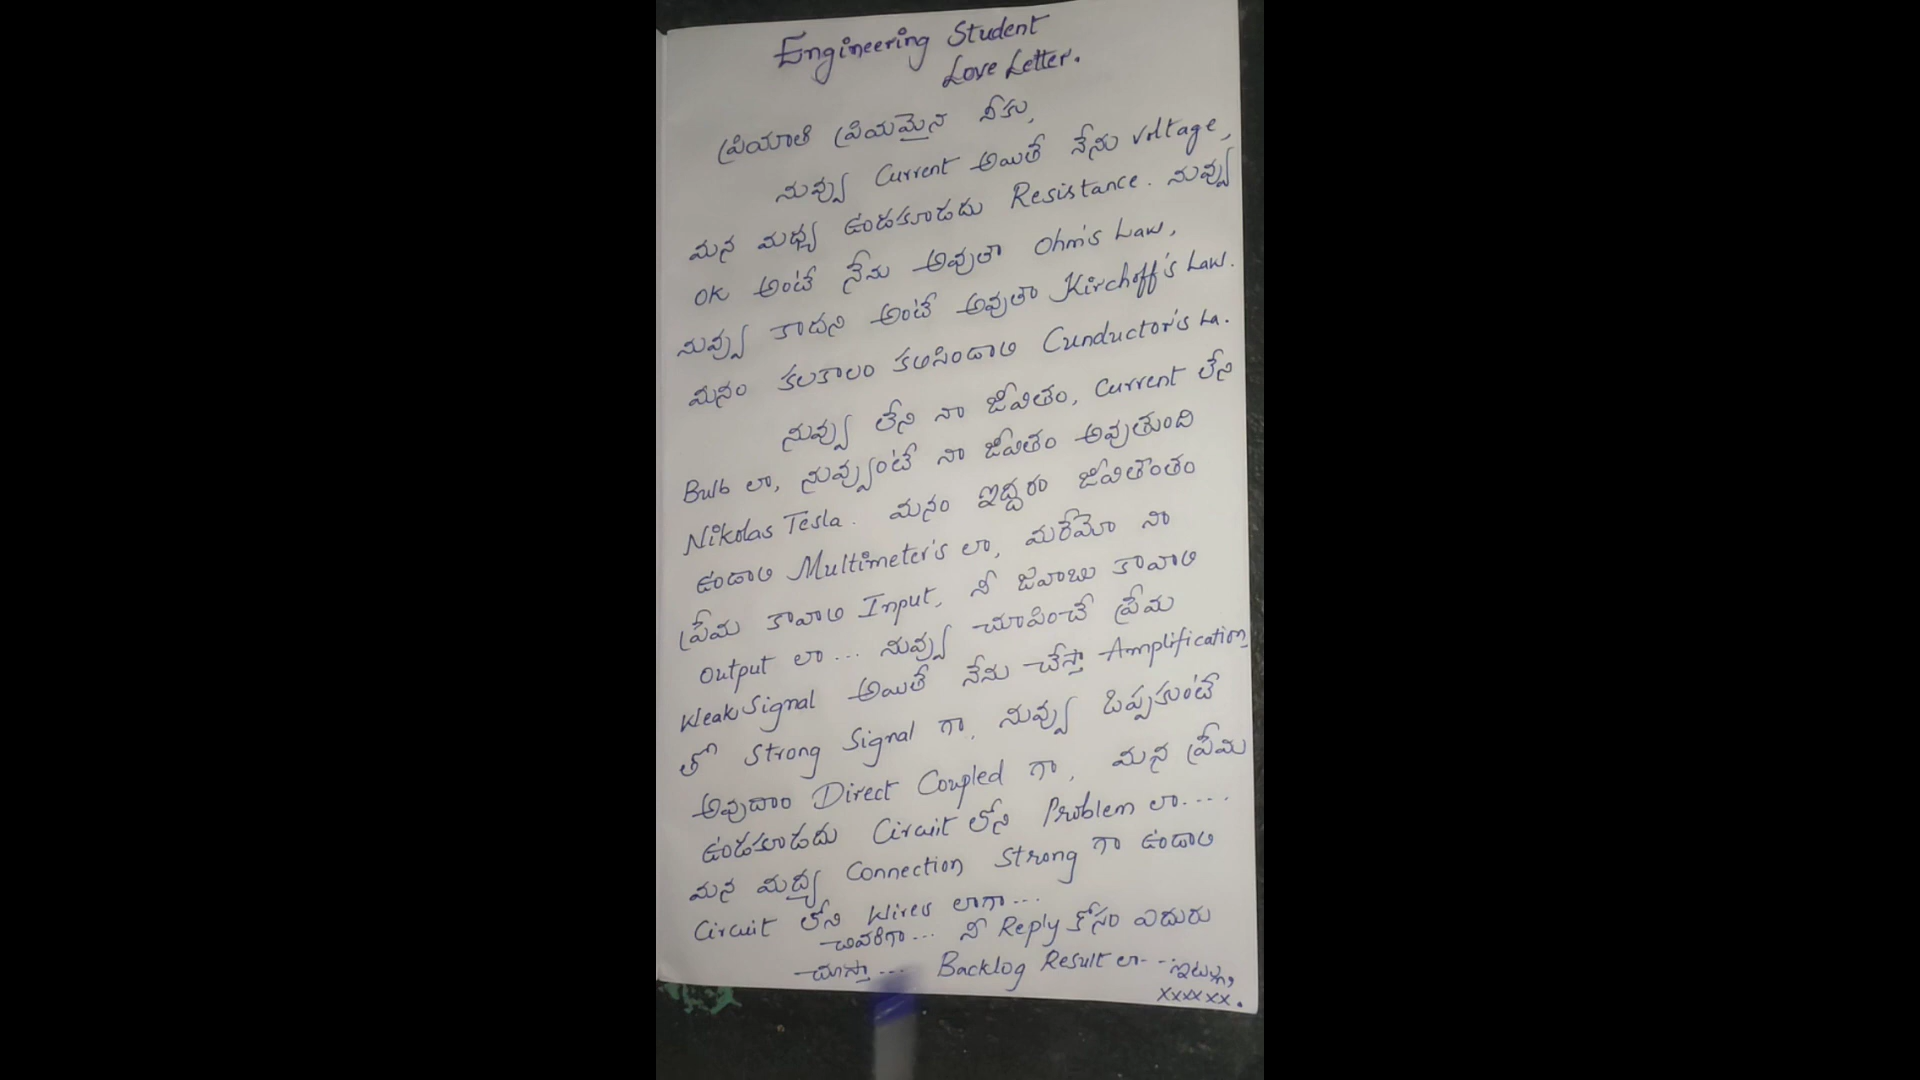 Engineering Student
Love Letter.
ప్రియాతి ప్రియమైన నీకు,
నువ్వు Current అయితే నేను Voltage,
మన మధ్య ఉండకూడదు Resistance. నువ్వు
OK అంటే నేను అవుతా Ohm's Law,
నువ్వు కాదని అంటే అవుతా Kirchoff's Law.
మనం కలకాలం కలిసిండాలి Cunductor's La.
నువ్వు లేని నా జీవితం, Current లేని
Bulb లా, నువ్వుంటే నా జీవితం అవుతుంది
Nikolas Tesla. మనం ఇద్దరం జీవితాంతం
ఉండాలి Multimeter's లా, మరేమో నా
ప్రేమ కావాలి Input, నీ జవాబు కావాలి
Output లా... నువ్వు చూపించే ప్రేమ
Weak Signal అయితే నేను చేస్తా Amplification
తో Strong Signal గా, నువ్వు ఒప్పకుంటే
అవుదాం Direct Coupled గా, మన ప్రేమ
ఉండకూడదు Circuit లోని Problem లా....
మన మధ్య Connection Strong గా ఉండాలి
Circuit లోని Wires లాగా...
చివరిగా... నీ Reply కోసం ఎదురు
చూస్తా... Backlog Result లా-- ఇట్లు,
xxxxxx.